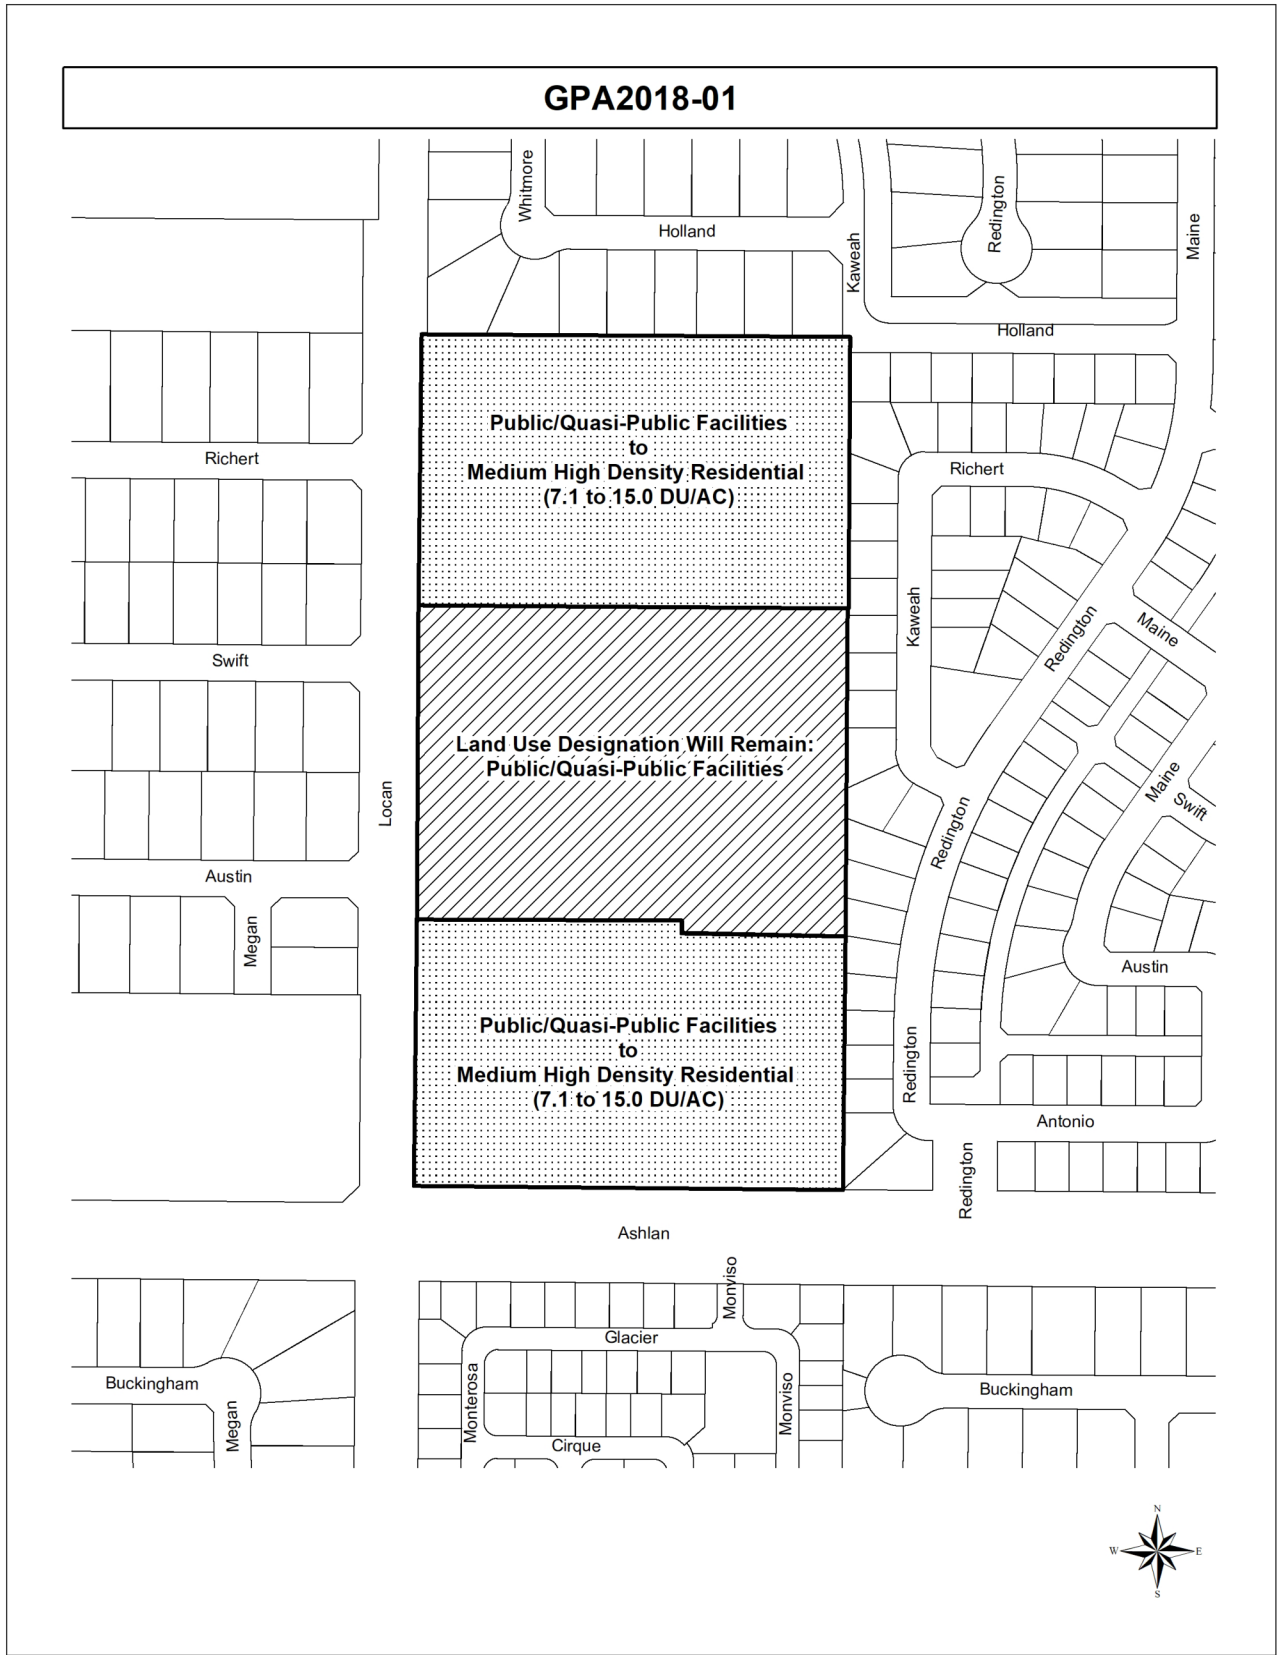 GPA2018-01
Whitmore
Holland
Kaweah
Redington
Maine
Holland
Public/Quasi-Public Facilities
to
Medium High Density Residential
(7.1 to 15.0 DU/AC)
Richert
Richert
Kaweah
Redington
Maine
Swift
Land Use Designation Will Remain:
Public/Quasi-Public Facilities
Locan
Redington
Maine
Swift
Austin
Megan
Austin
Public/Quasi-Public Facilities
to
Medium High Density Residential
(7.1 to 15.0 DU/AC)
Redington
Antonio
Redington
Ashlan
Monviso
Glacier
Buckingham
Megan
Monterosa
Cirque
Monviso
Buckingham
N
W
E
S